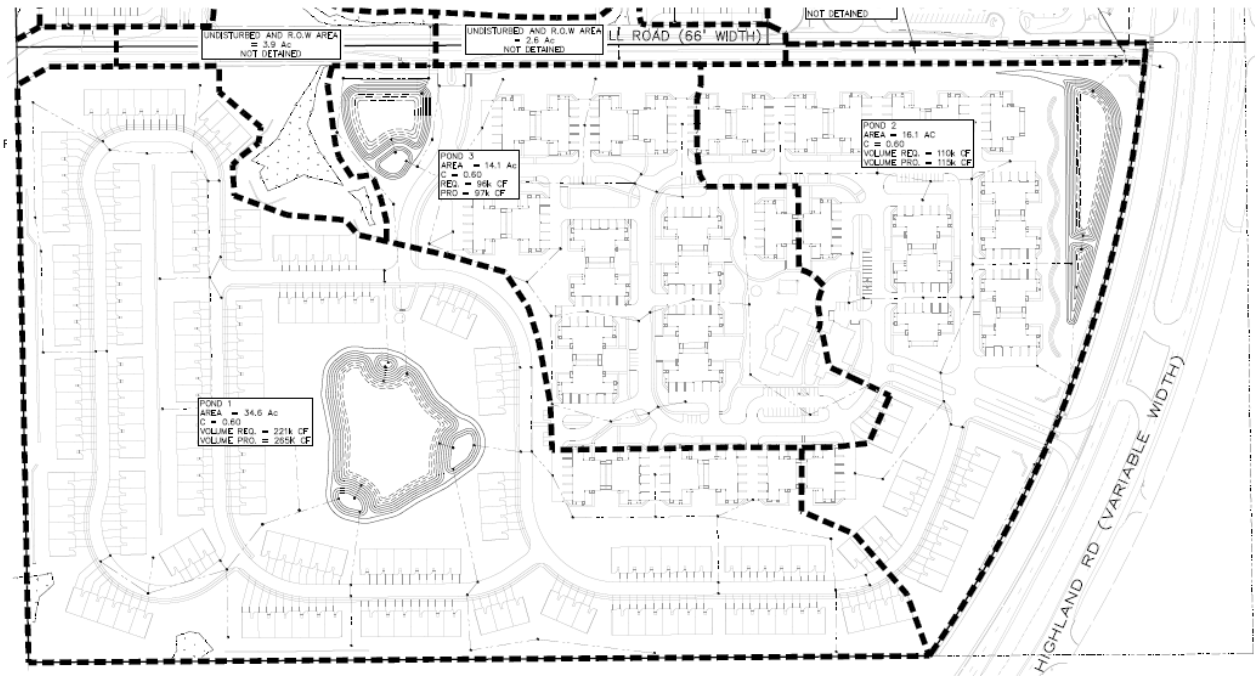 NOT DETAINED
UNDISTURBED AND R.O.W AREA
= 3.9 Ac
NOT DETAINED
UNDISTURBED AND R.O.W AREA
= 2.6 Ac
NOT DETAINED
LL ROAD (66' WIDTH)
POND 2
AREA = 16.1 AC
C = 0.60
VOLUME REQ. = 110k CF
VOLUME PRO. = 115k CF
POND 3
AREA = 14.1 Ac
C = 0.60
REQ. = 96k CF
PRO = 97k CF
POND 1
AREA = 34.6 Ac
C = 0.60
VOLUME REQ. = 221k CF
VOLUME PRO. = 265K CF
HIGHLAND RD (VARIABLE WIDTH)
F